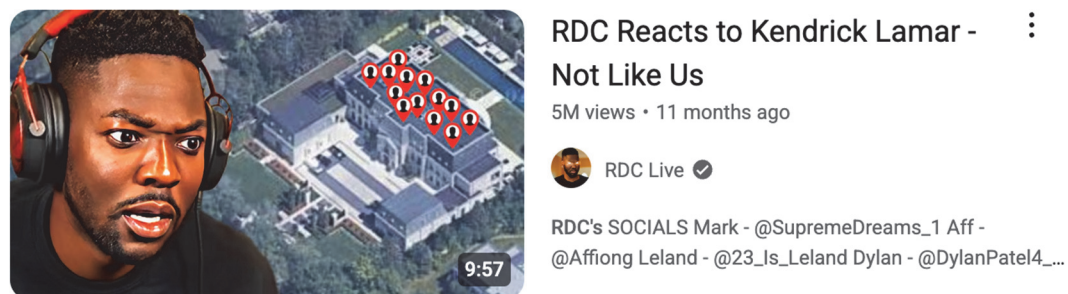 RDC Reacts to Kendrick Lamar -
Not Like Us
5M views • 11 months ago
RDC Live
RDC's SOCIALS Mark - @SupremeDreams_1 Aff -
@Affiong Leland - @23_Is_Leland Dylan - @DylanPatel4_...
9:57